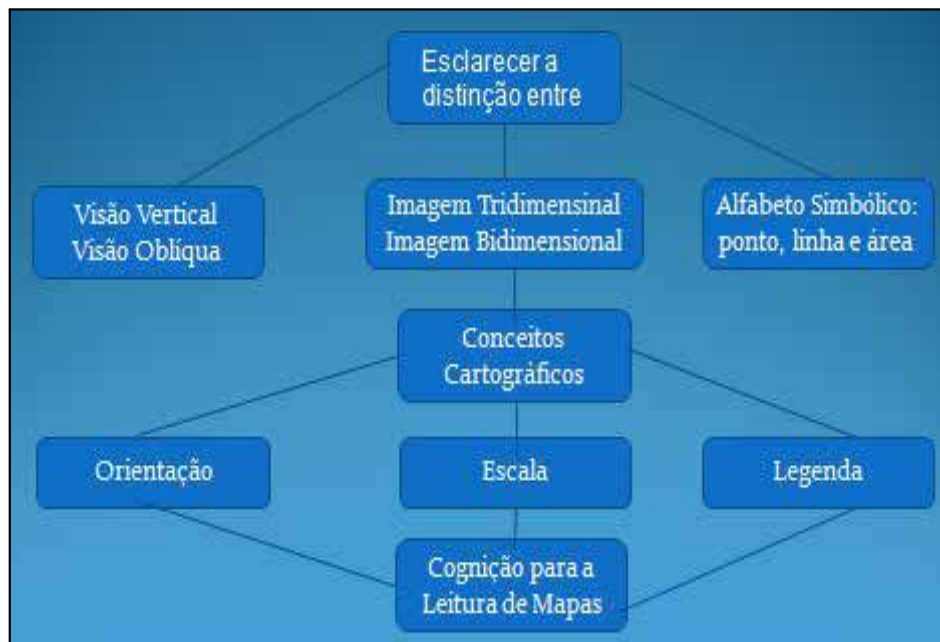 Esclarecer a
distinção entre
Visão Vertical
Visão Oblíqua
Imagem Tridimensinal
Imagem Bidimensional
Alfabeto Simbólico:
ponto, linha e área
Conceitos
Cartográficos
Orientação
Escala
Legenda
Cognição para a
Leitura de Mapas